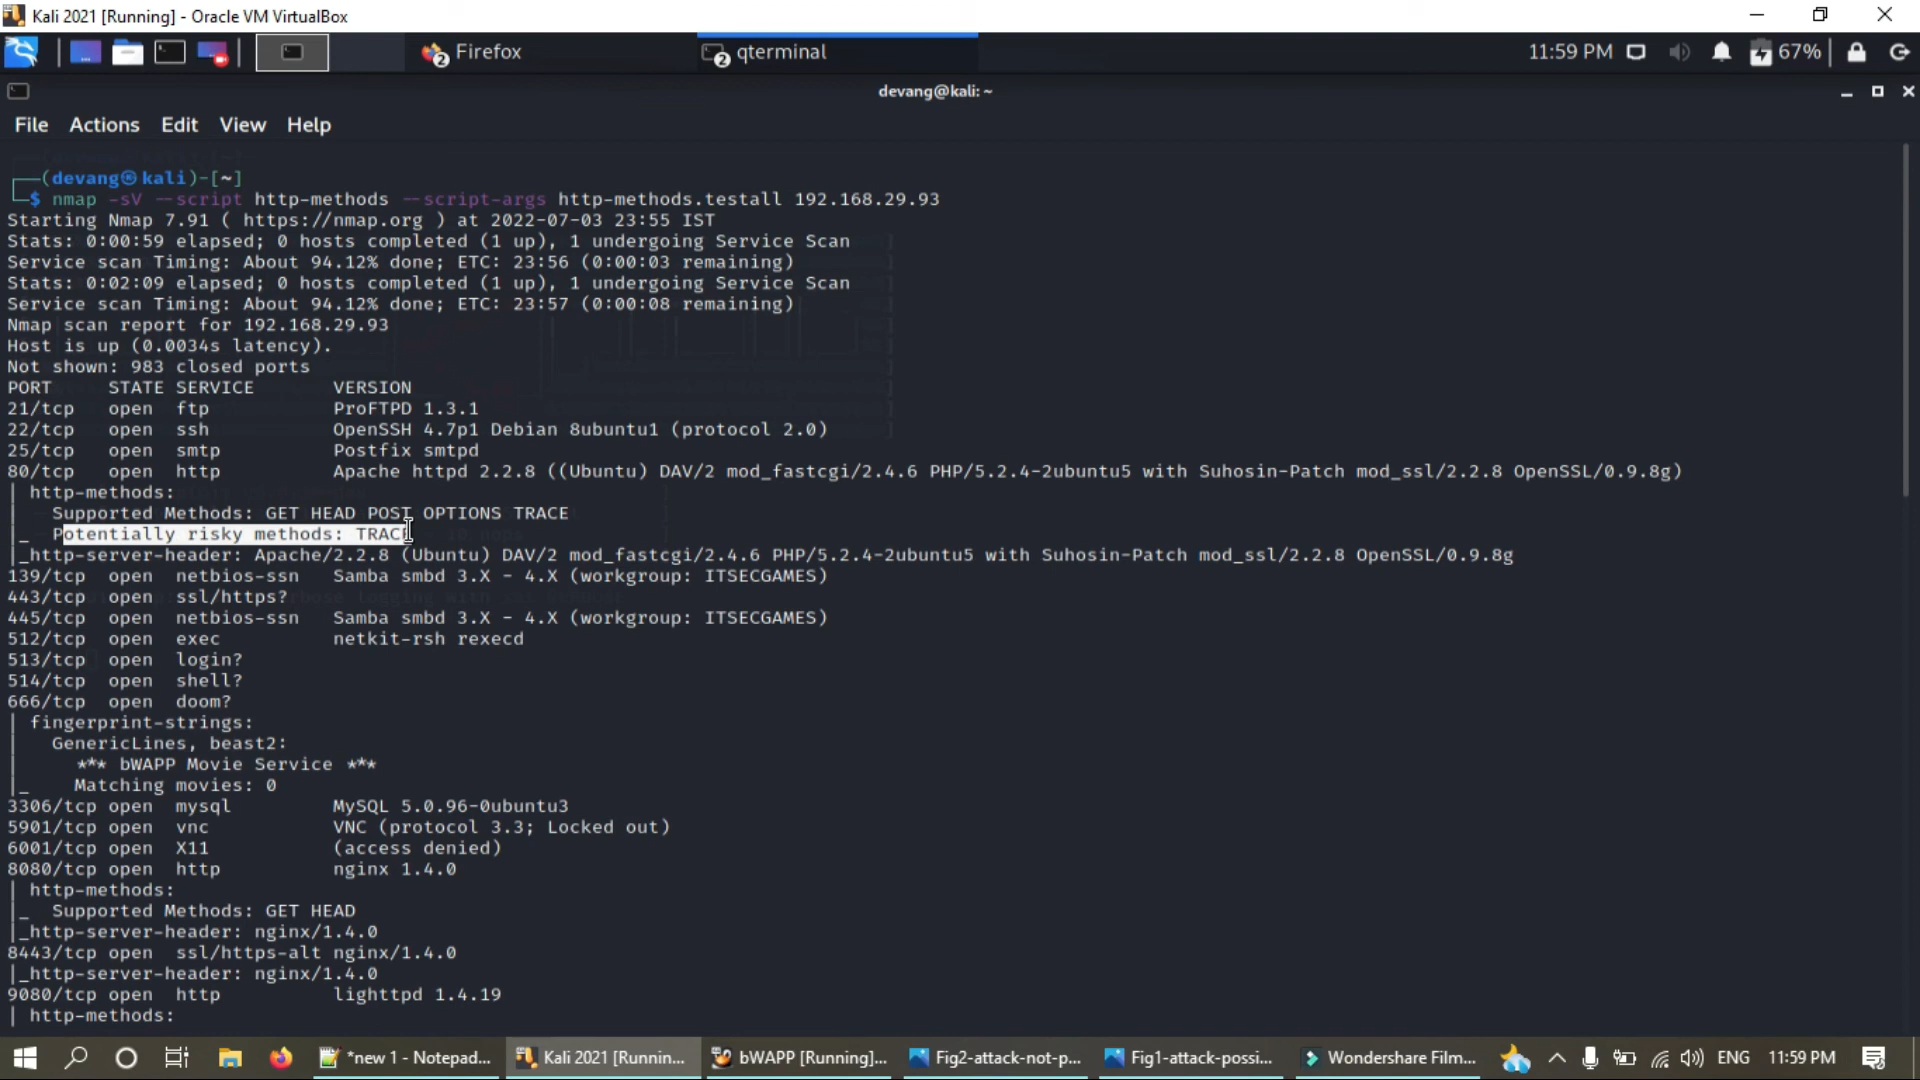 Kali 2021 [Running] - Oracle VM VirtualBox
2 Firefox
2 qterminal
11:59 PM 67%
devang@kali: ~
File Actions Edit View Help
┌──(devang㉿kali)-[~]
└─$ nmap -sV --script http-methods --script-args http-methods.testall 192.168.29.93
Starting Nmap 7.91 ( https://nmap.org ) at 2022-07-03 23:55 IST
Stats: 0:00:59 elapsed; 0 hosts completed (1 up), 1 undergoing Service Scan
Service scan Timing: About 94.12% done; ETC: 23:56 (0:00:03 remaining)
Stats: 0:02:09 elapsed; 0 hosts completed (1 up), 1 undergoing Service Scan
Service scan Timing: About 94.12% done; ETC: 23:57 (0:00:08 remaining)
Nmap scan report for 192.168.29.93
Host is up (0.0034s latency).
Not shown: 983 closed ports
PORT STATE SERVICE VERSION
21/tcp open ftp ProFTPD 1.3.1
22/tcp open ssh OpenSSH 4.7p1 Debian 8ubuntu1 (protocol 2.0)
25/tcp open smtp Postfix smtpd
80/tcp open http Apache httpd 2.2.8 ((Ubuntu) DAV/2 mod_fastcgi/2.4.6 PHP/5.2.4-2ubuntu5 with Suhosin-Patch mod_ssl/2.2.8 OpenSSL/0.9.8g)
| http-methods:
| Supported Methods: GET HEAD POST OPTIONS TRACE
|_ Potentially risky methods: TRACE
|_http-server-header: Apache/2.2.8 (Ubuntu) DAV/2 mod_fastcgi/2.4.6 PHP/5.2.4-2ubuntu5 with Suhosin-Patch mod_ssl/2.2.8 OpenSSL/0.9.8g
139/tcp open netbios-ssn Samba smbd 3.X - 4.X (workgroup: ITSECGAMES)
443/tcp open ssl/https?
445/tcp open netbios-ssn Samba smbd 3.X - 4.X (workgroup: ITSECGAMES)
512/tcp open exec netkit-rsh rexecd
513/tcp open login?
514/tcp open shell?
666/tcp open doom?
| fingerprint-strings:
| GenericLines, beast2:
| *** bWAPP Movie Service ***
|_ Matching movies: 0
3306/tcp open mysql MySQL 5.0.96-0ubuntu3
5901/tcp open vnc VNC (protocol 3.3; Locked out)
6001/tcp open X11 (access denied)
8080/tcp open http nginx 1.4.0
| http-methods:
|_ Supported Methods: GET HEAD
|_http-server-header: nginx/1.4.0
8443/tcp open ssl/https-alt nginx/1.4.0
|_http-server-header: nginx/1.4.0
9080/tcp open http lighttpd 1.4.19
| http-methods:
*new 1 - Notepad... Kali 2021 [Runnin... bWAPP [Running]... Fig2-attack-not-p... Fig1-attack-possi... Wondershare Film... ENG 11:59 PM